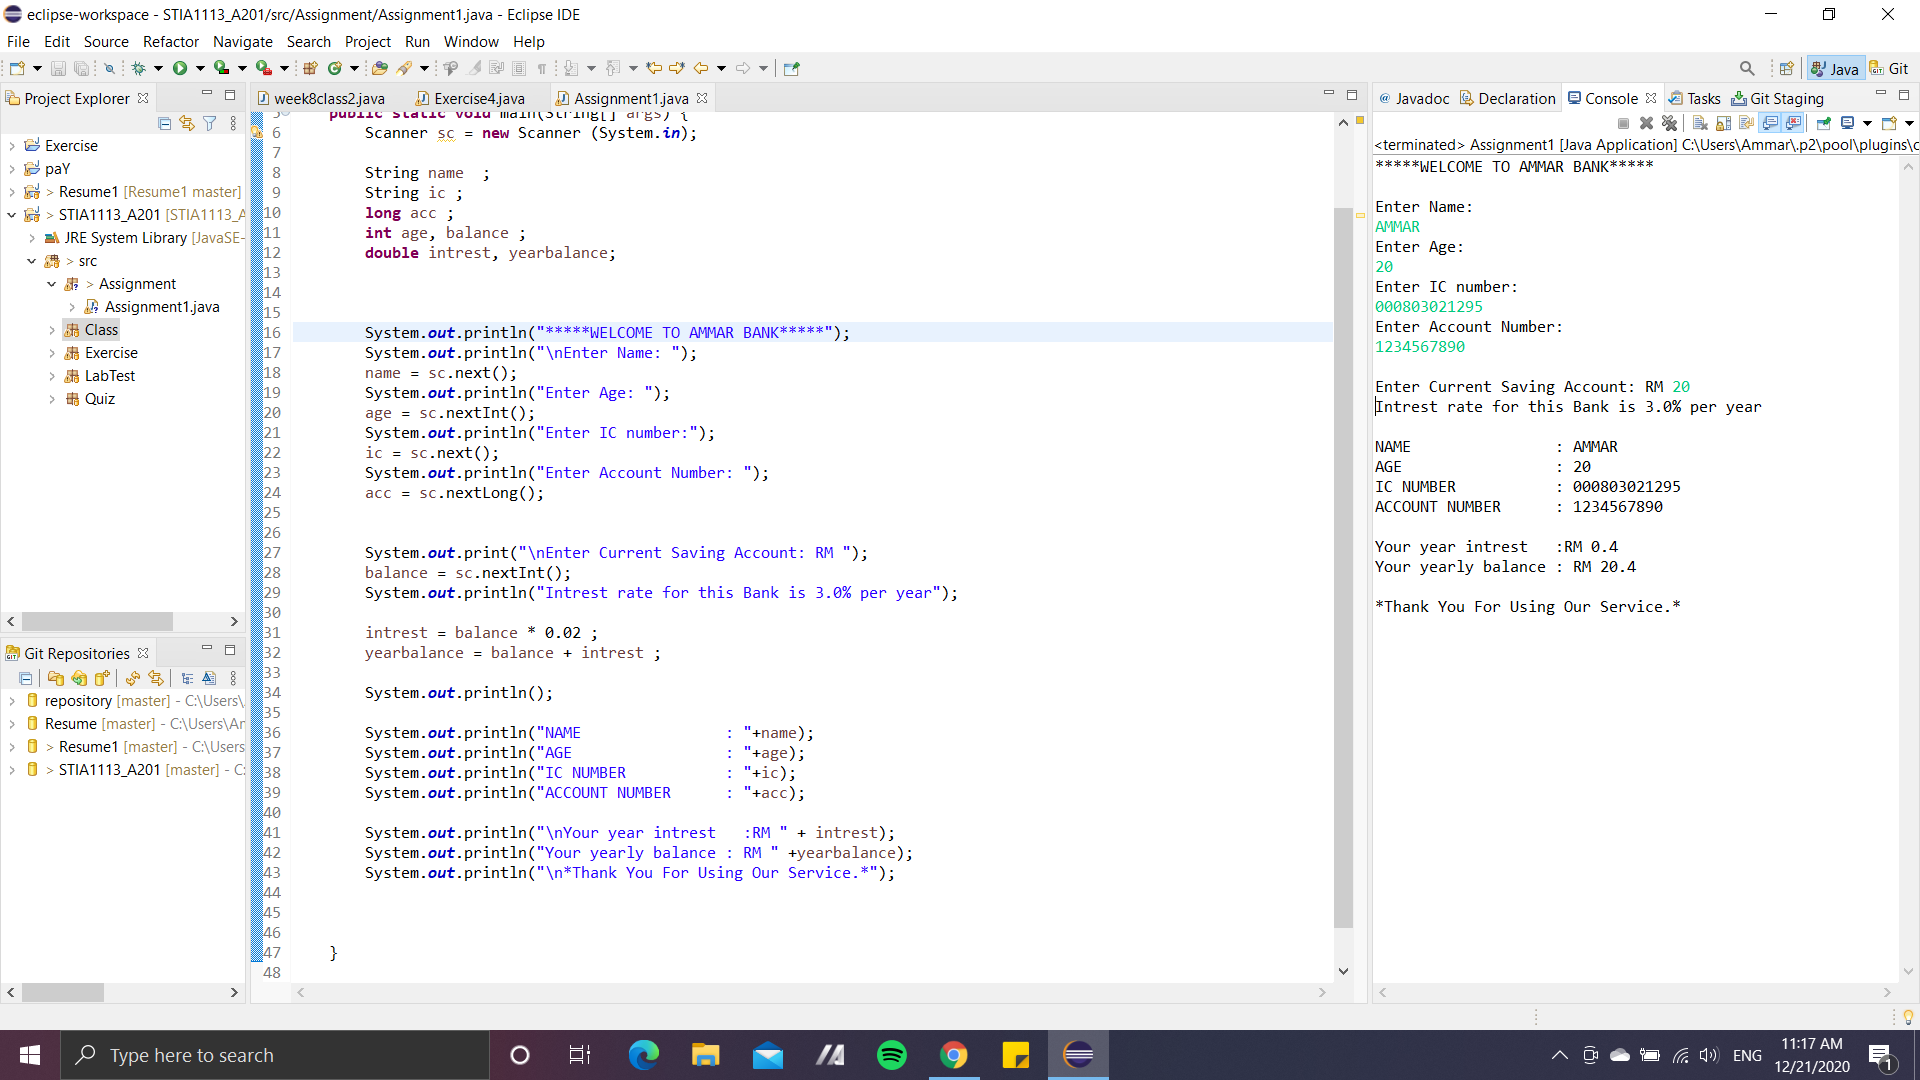 eclipse-workspace - STIA1113_A201/src/Assignment/Assignment1.java - Eclipse IDE
File Edit Source Refactor Navigate Search Project Run Window Help
Java Git
Project Explorer
Exercise
paY
> Resume1 [Resume1 master]
> STIA1113_A201 [STIA1113_A
JRE System Library [JavaSE-
> src
> Assignment
Assignment1.java
Class
Exercise
LabTest
Quiz
Git Repositories
repository [master] - C:\Users\
Resume [master] - C:\Users\Ar
> Resume1 [master] - C:\Users
> STIA1113_A201 [master] - C:
week8class2.java Exercise4.java Assignment1.java
5 public static void main(String[] args) {
6 Scanner sc = new Scanner (System.in);
7
8 String name  ;
9 String ic ;
10 long acc ;
11 int age, balance ;
12 double intrest, yearbalance;
13
14
15
16 System.out.println("*****WELCOME TO AMMAR BANK*****");
17 System.out.println("\nEnter Name: ");
18 name = sc.next();
19 System.out.println("Enter Age: ");
20 age = sc.nextInt();
21 System.out.println("Enter IC number:");
22 ic = sc.next();
23 System.out.println("Enter Account Number: ");
24 acc = sc.nextLong();
25
26
27 System.out.print("\nEnter Current Saving Account: RM ");
28 balance = sc.nextInt();
29 System.out.println("Intrest rate for this Bank is 3.0% per year");
30
31 intrest = balance * 0.02 ;
32 yearbalance = balance + intrest ;
33
34 System.out.println();
35
36 System.out.println("NAME                : "+name);
37 System.out.println("AGE                 : "+age);
38 System.out.println("IC NUMBER           : "+ic);
39 System.out.println("ACCOUNT NUMBER      : "+acc);
40
41 System.out.println("\nYour year intrest   :RM " + intrest);
42 System.out.println("Your yearly balance : RM " +yearbalance);
43 System.out.println("\n*Thank You For Using Our Service.*");
44
45
46
47 }
48
@ Javadoc Declaration Console Tasks Git Staging
<terminated> Assignment1 [Java Application] C:\Users\Ammar\.p2\pool\plugins\c
*****WELCOME TO AMMAR BANK*****
Enter Name:
AMMAR
Enter Age:
20
Enter IC number:
000803021295
Enter Account Number:
1234567890
Enter Current Saving Account: RM 20
Intrest rate for this Bank is 3.0% per year
NAME                : AMMAR
AGE                 : 20
IC NUMBER           : 000803021295
ACCOUNT NUMBER      : 1234567890
Your year intrest   :RM 0.4
Your yearly balance : RM 20.4
*Thank You For Using Our Service.*
Type here to search
ENG
11:17 AM
12/21/2020
1